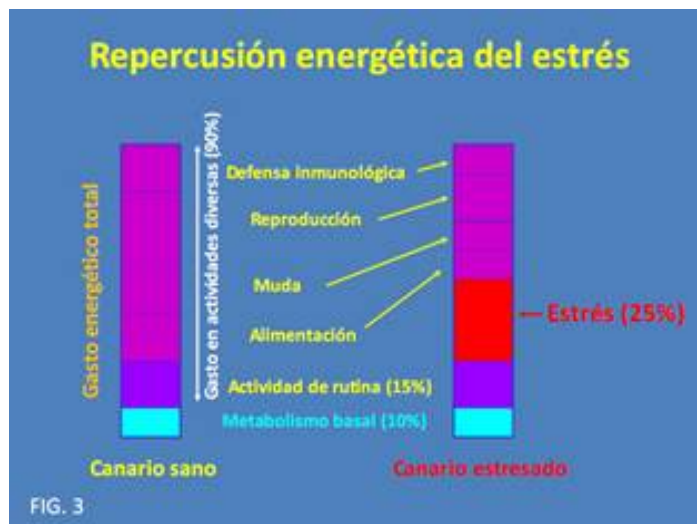 Repercusión energética del estrés
Gasto energético total
Gasto en actividades diversas (90%)
Defensa inmunológica
Reproducción
Muda
Alimentación
Estrés (25%)
Actividad de rutina (15%)
Metabolismo basal (10%)
Canario sano
Canario estresado
FIG. 3